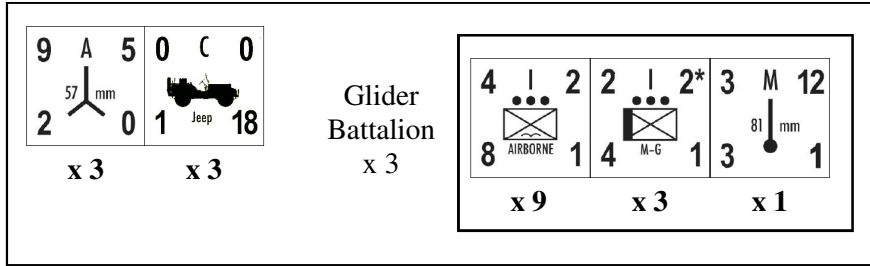 9 A 5
57 mm
2 0
x 3
0 C 0
Jeep
1 18
x 3
Glider
Battalion
x 3
4 I 2
8 AIRBORNE 1
x 9
2 I 2*
M-G
4 1
x 3
3 M 12
81 mm
3 1
x 1